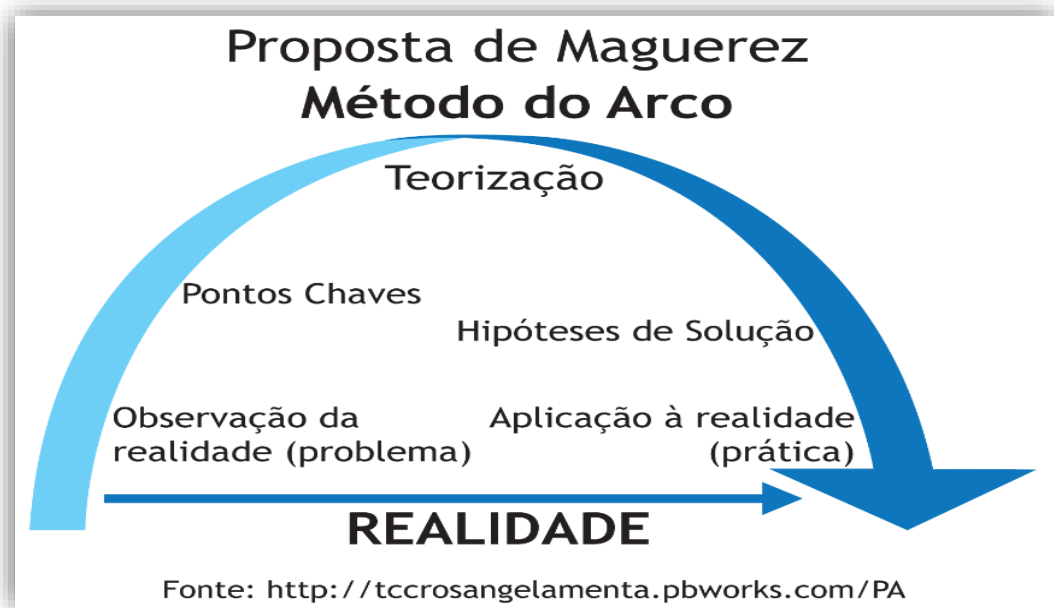 Proposta de Maguerez
Método do Arco
Teorização
Pontos Chaves
Hipóteses de Solução
Observação da
realidade (problema)
Aplicação à realidade
(prática)
REALIDADE
Fonte: http://tccrosangelamenta.pbworks.com/PA